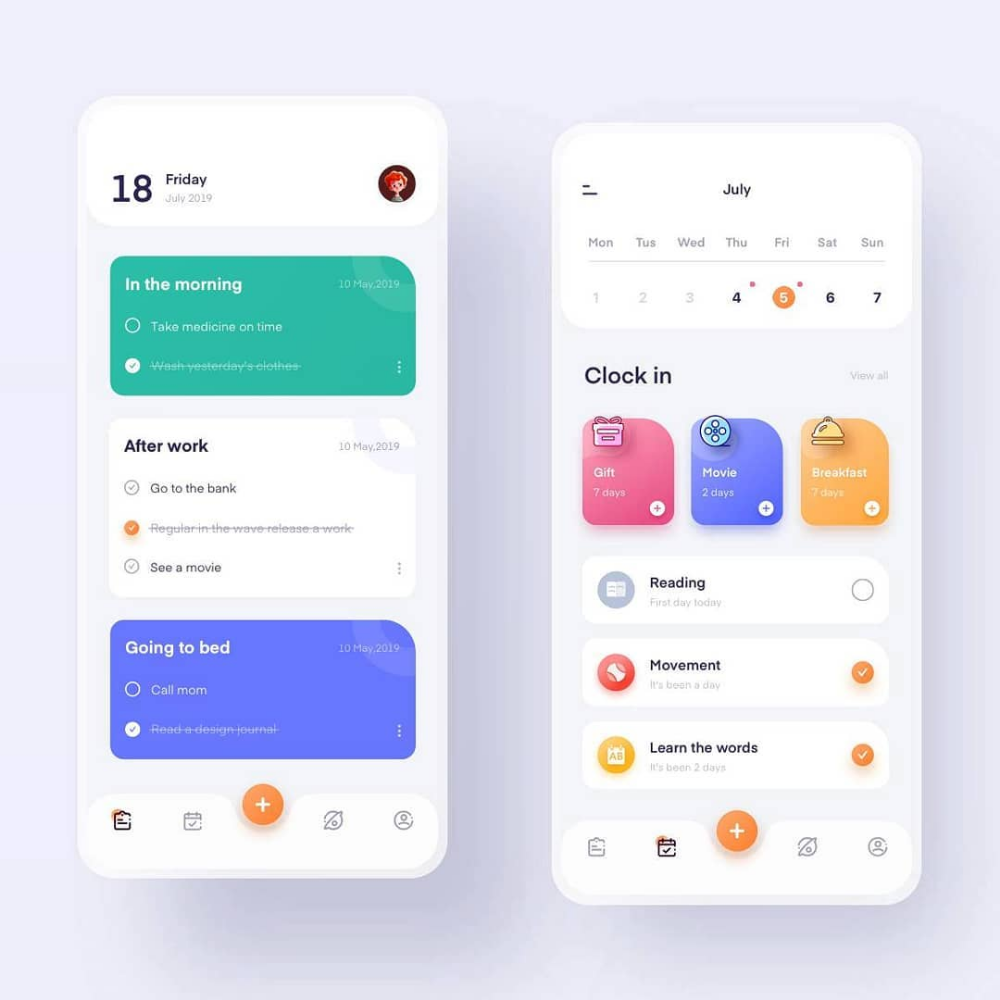 18 Friday
July 2019
In the morning 10 May,2019
Take medicine on time
Wash yesterday's clothes
After work 10 May,2019
Go to the bank
Regular in the wave release a work
See a movie
Going to bed 10 May,2019
Call mom
Read a design journal
July
Mon Tus Wed Thu Fri Sat Sun
1 2 3 4 5 6 7
Clock in View all
Gift Movie Breakfast
7 days 2 days 7 days
Reading
First day today
Movement
It's been a day
AB Learn the words
It's been 2 days